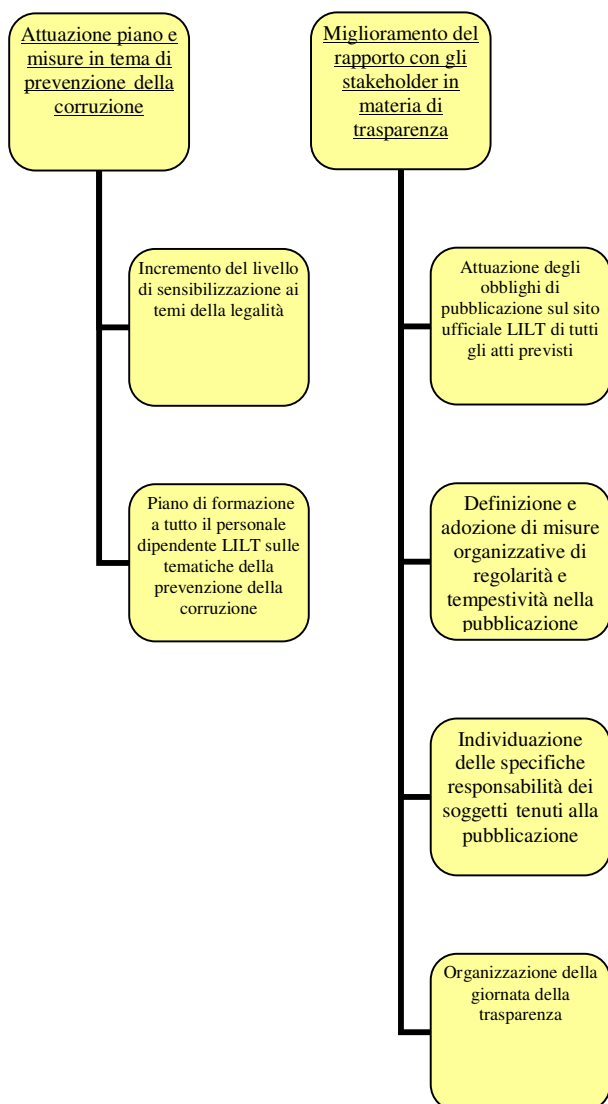 Attuazione piano e
misure in tema di
prevenzione della
corruzione
Incremento del livello
di sensibilizzazione ai
temi della legalità
Piano di formazione
a tutto il personale
dipendente LILT sulle
tematiche della
prevenzione della
corruzione
Miglioramento del
rapporto con gli
stakeholder in
materia di
trasparenza
Attuazione degli
obblighi di
pubblicazione sul sito
ufficiale LILT di tutti
gli atti previsti
Definizione e
adozione di misure
organizzative di
regolarità e
tempestività nella
pubblicazione
Individuazione
delle specifiche
responsabilità dei
soggetti tenuti alla
pubblicazione
Organizzazione della
giornata della
trasparenza